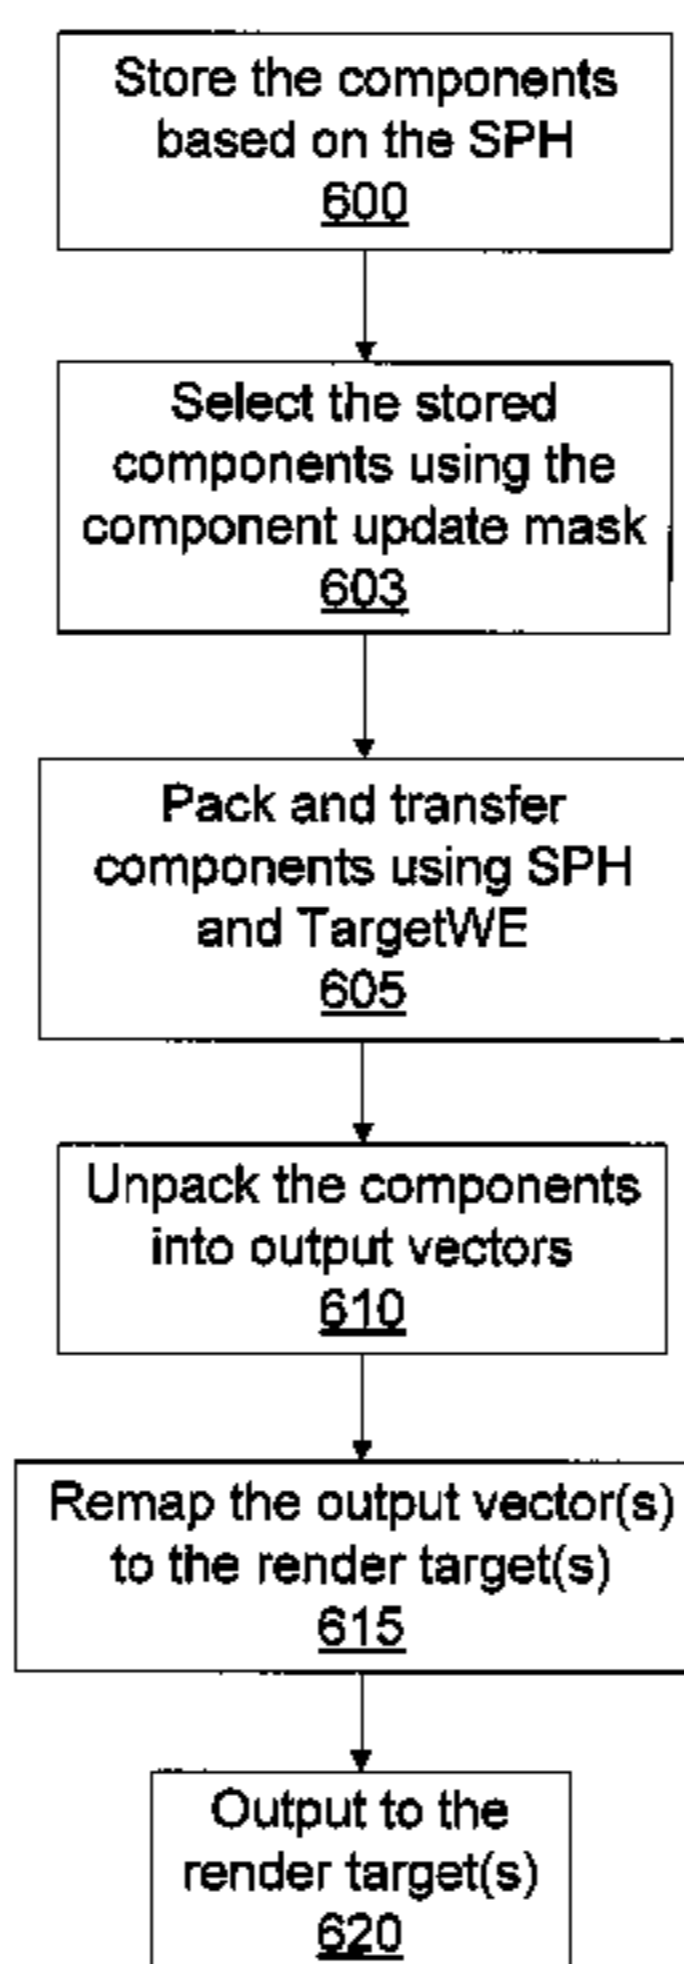 Store the components
based on the SPH
600
Select the stored
components using the
component update mask
603
Pack and transfer
components using SPH
and TargetWE
605
Unpack the components
into output vectors
610
Remap the output vector(s)
to the render target(s)
615
Output to the
render target(s)
620